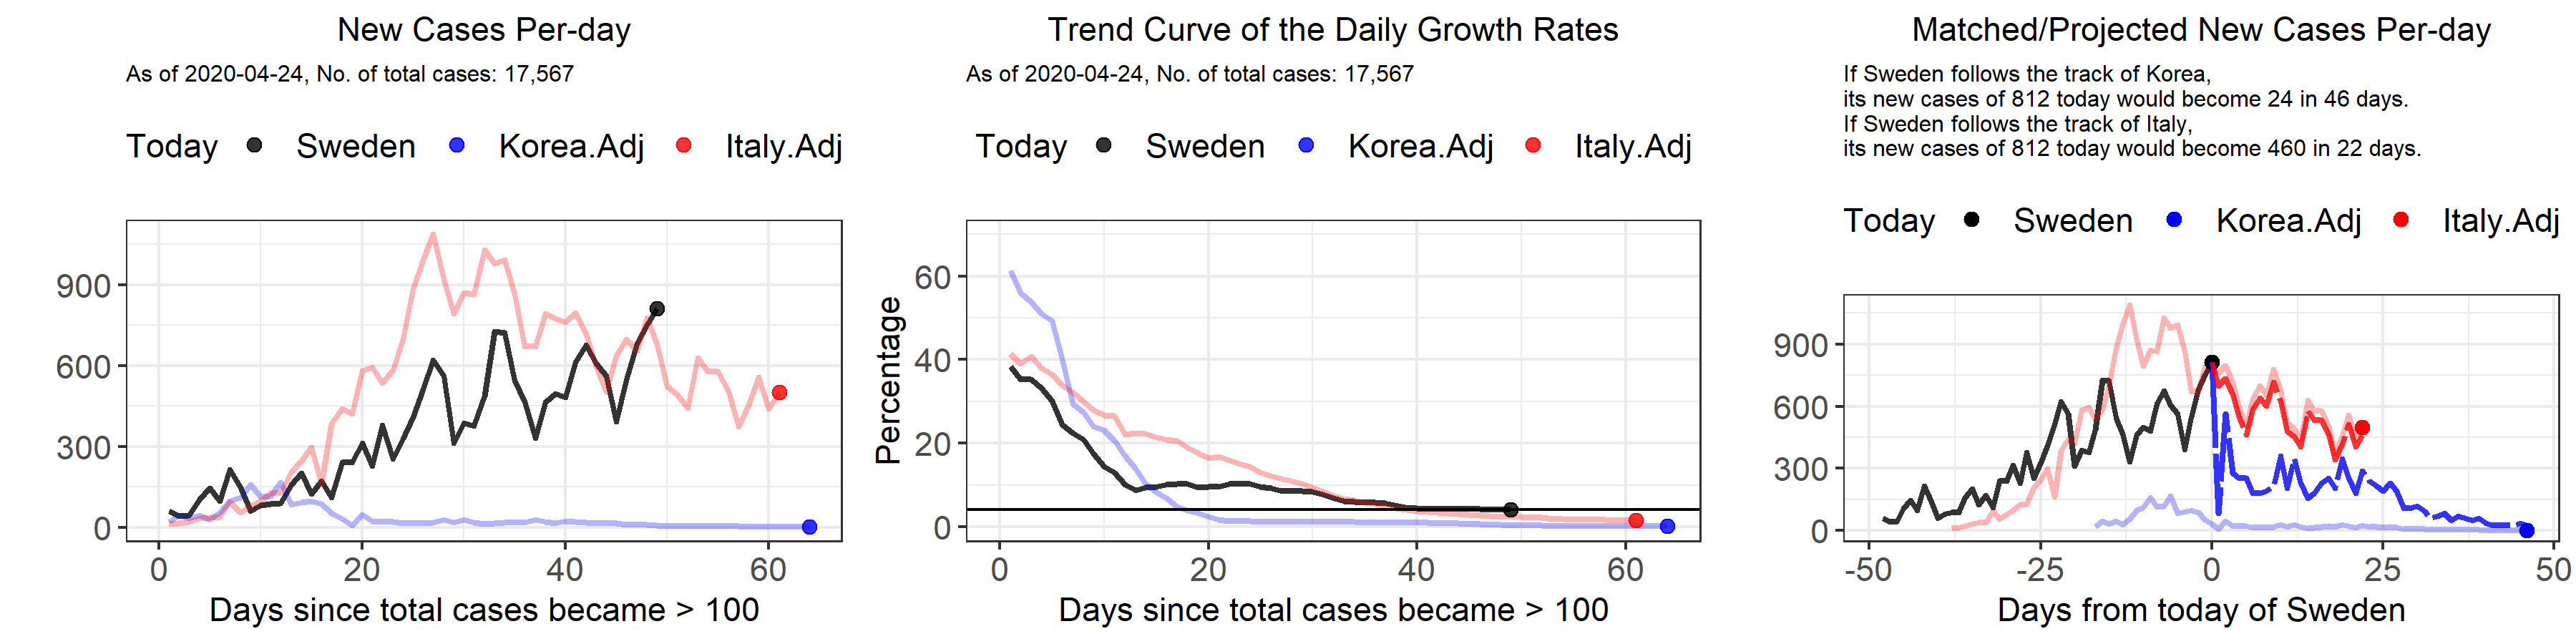 New Cases Per-day
As of 2020-04-24, No. of total cases: 17,567
Today Sweden Korea.Adj Italy.Adj
900
600
300
0
0 20 40 60
Days since total cases became > 100
Trend Curve of the Daily Growth Rates
As of 2020-04-24, No. of total cases: 17,567
Today Sweden Korea.Adj Italy.Adj
Percentage
60
40
20
0
0 20 40 60
Days since total cases became > 100
Matched/Projected New Cases Per-day
If Sweden follows the track of Korea,
its new cases of 812 today would become 24 in 46 days.
If Sweden follows the track of Italy,
its new cases of 812 today would become 460 in 22 days.
Today Sweden Korea.Adj Italy.Adj
900
600
300
0
-50 -25 0 25 50
Days from today of Sweden